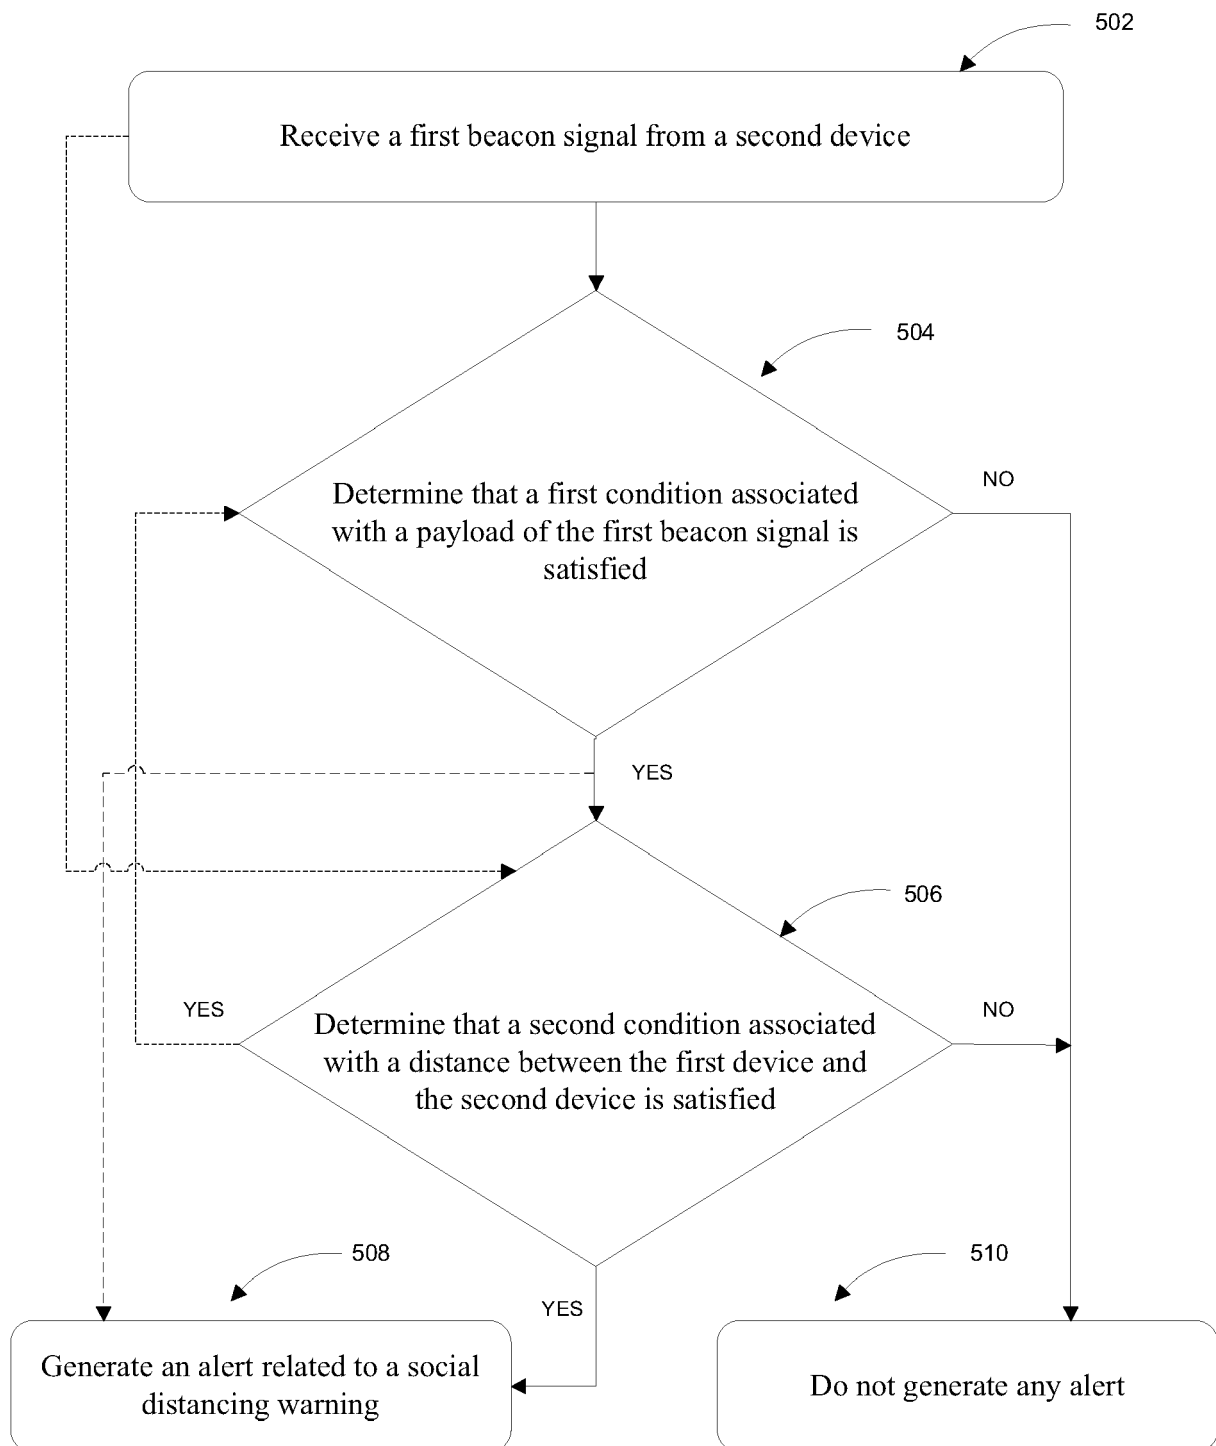 502
Receive a first beacon signal from a second device
504
NO
Determine that a first condition associated
with a payload of the first beacon signal is
satisfied
YES
506
YES
NO
Determine that a second condition associated
with a distance between the first device and
the second device is satisfied
508
510
YES
Generate an alert related to a social
distancing warning
Do not generate any alert